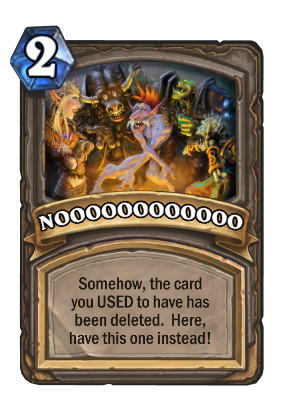 2
NOOOOOOOOOOOO
Somehow, the card
you USED to have has
been deleted.  Here,
have this one instead!